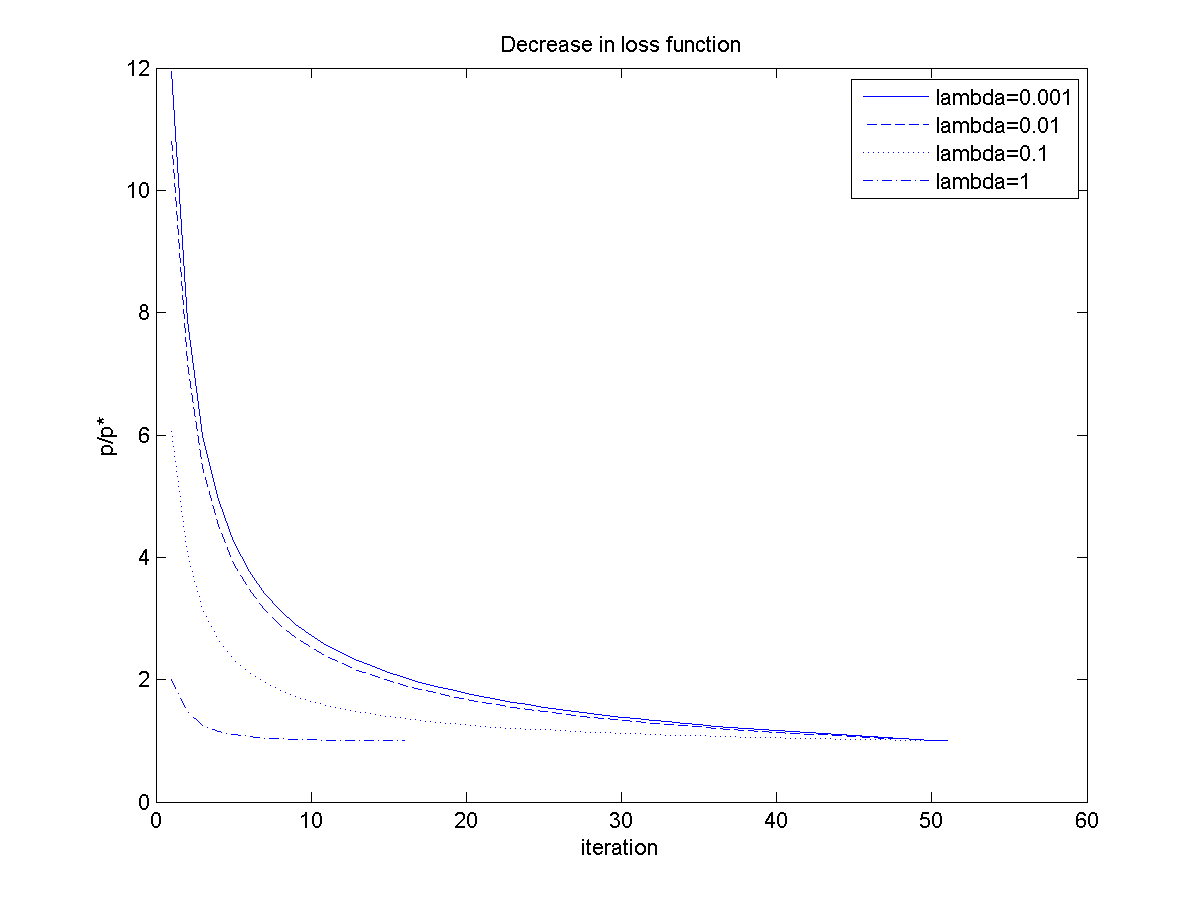 Decrease in loss function
lambda=0.001
lambda=0.01
lambda=0.1
lambda=1
12
10
8
6
4
2
0
p/p*
0 10 20 30 40 50 60
iteration